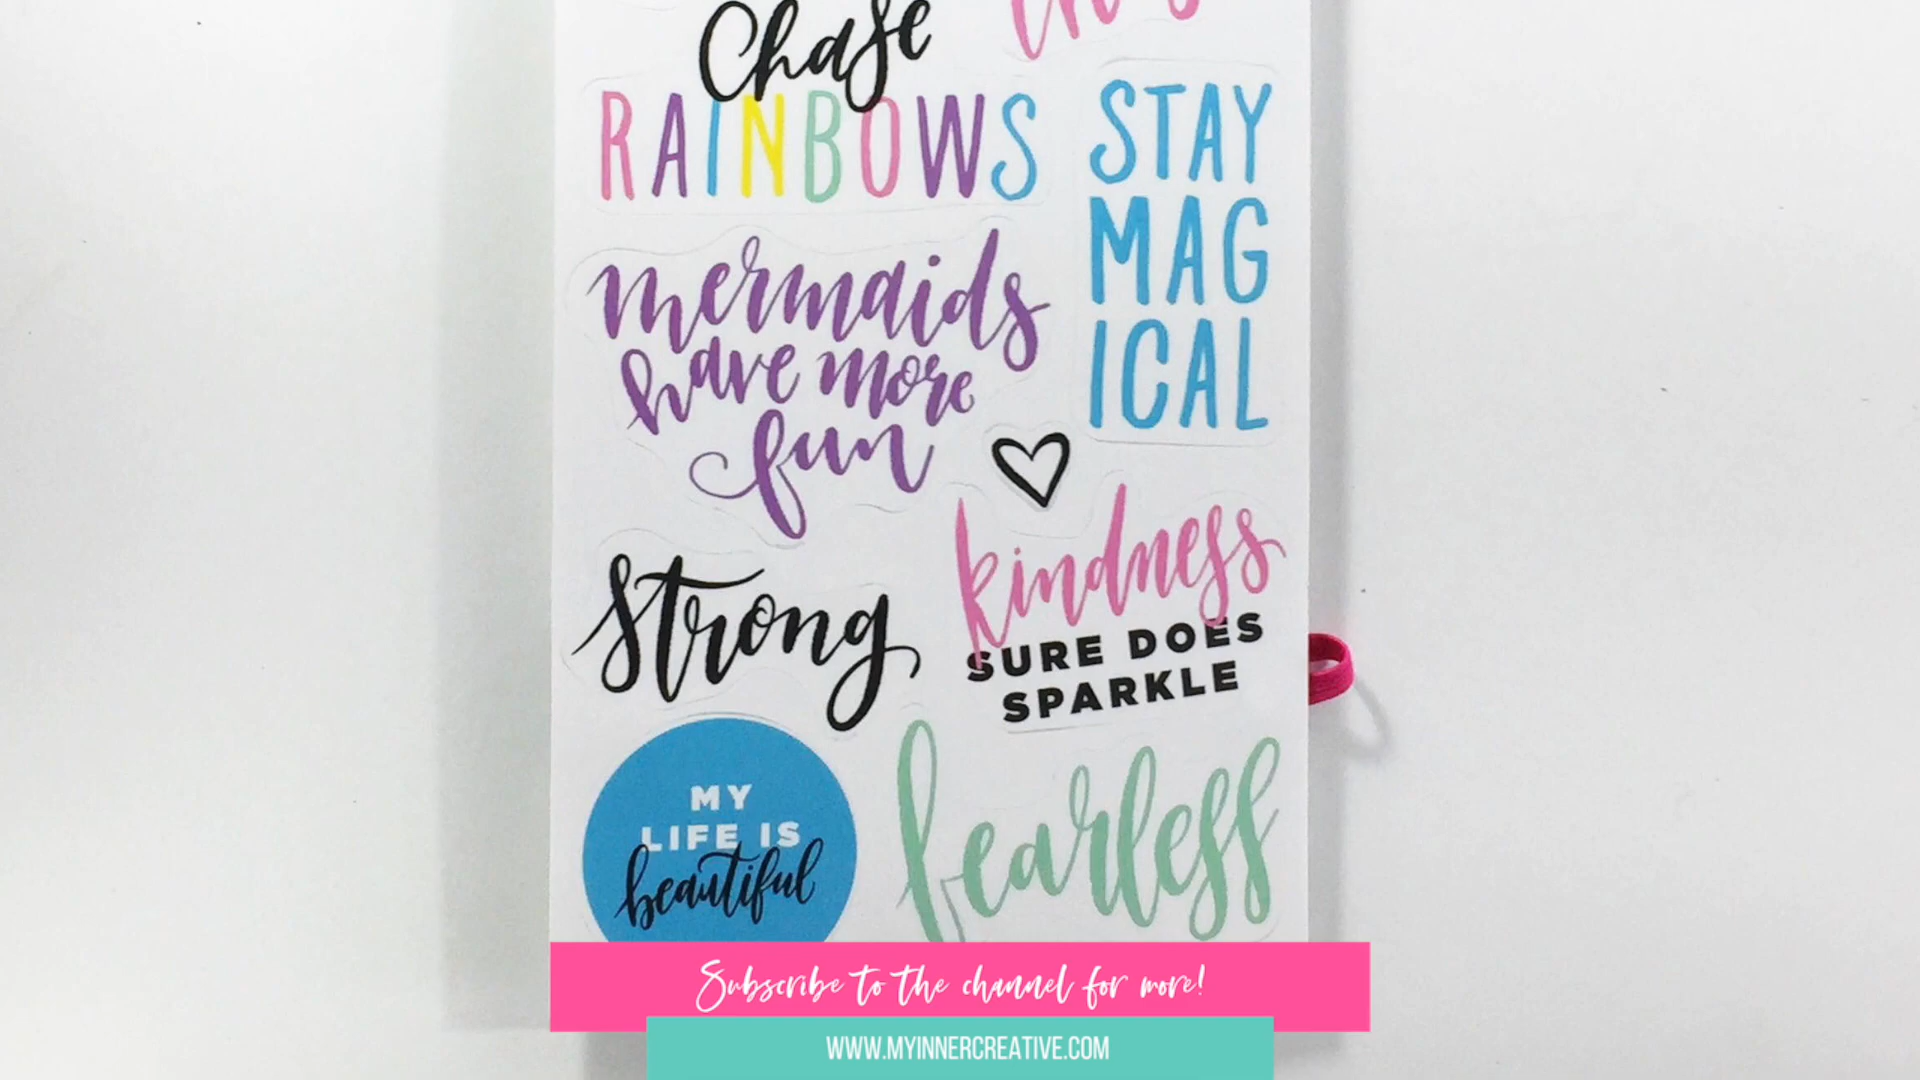 Chase
RAINBOWS
STAY
MAG
ICAL
mermaids
have more
fun
strong
kindness
SURE DOES
SPARKLE
MY
LIFE IS
beautiful
fearless
Subscribe to the channel for more!
WWW.MYINNERCREATIVE.COM